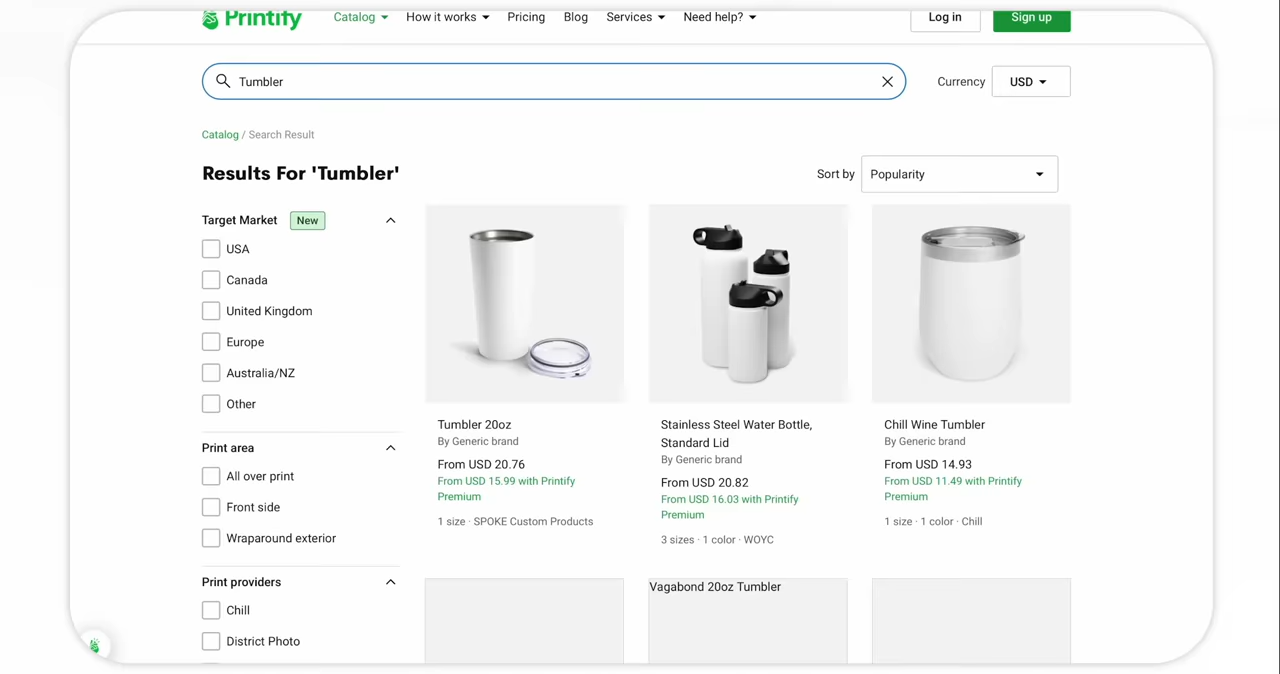 Printify
Catalog How it works Pricing Blog Services Need help? Log in Sign up
Tumbler
Currency USD
Catalog / Search Result
Results For 'Tumbler'
Sort by Popularity
Target Market New
USA
Canada
United Kingdom
Europe
Australia/NZ
Other
Print area
All over print
Front side
Wraparound exterior
Print providers
Chill
District Photo
Tumbler 20oz
By Generic brand
From USD 20.76
From USD 15.99 with Printify
Premium
1 size · SPOKE Custom Products
Stainless Steel Water Bottle,
Standard Lid
By Generic brand
From USD 20.82
From USD 16.03 with Printify
Premium
3 sizes · 1 color · WOYC
Chill Wine Tumbler
By Generic brand
From USD 14.93
From USD 11.49 with Printify
Premium
1 size · 1 color · Chill
Vagabond 20oz Tumbler